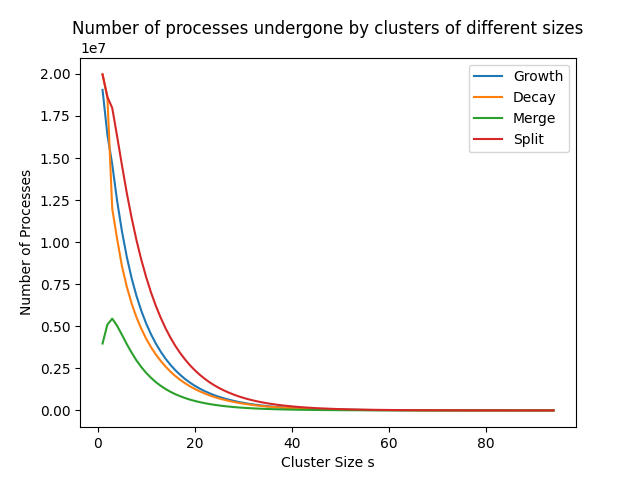 Number of processes undergone by clusters of different sizes
1e7
Growth
Decay
Merge
Split
Number of Processes
2.00
1.75
1.50
1.25
1.00
0.75
0.50
0.25
0.00
0
20
40
60
80
Cluster Size s